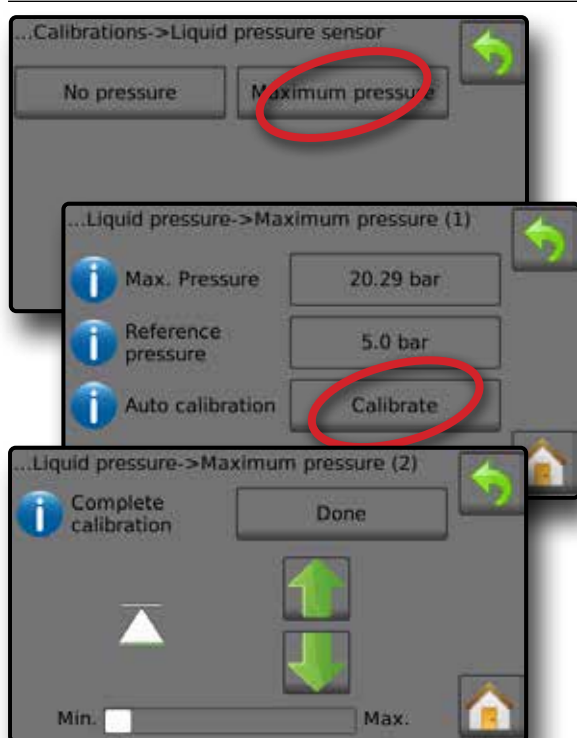 ...Calibrations->Liquid pressure sensor
No pressure
Maximum pressure
...Liquid pressure->Maximum pressure (1)
Max. Pressure
20.29 bar
Reference
pressure
5.0 bar
Auto calibration
Calibrate
...Liquid pressure->Maximum pressure (2)
Complete
calibration
Done
Min.
Max.